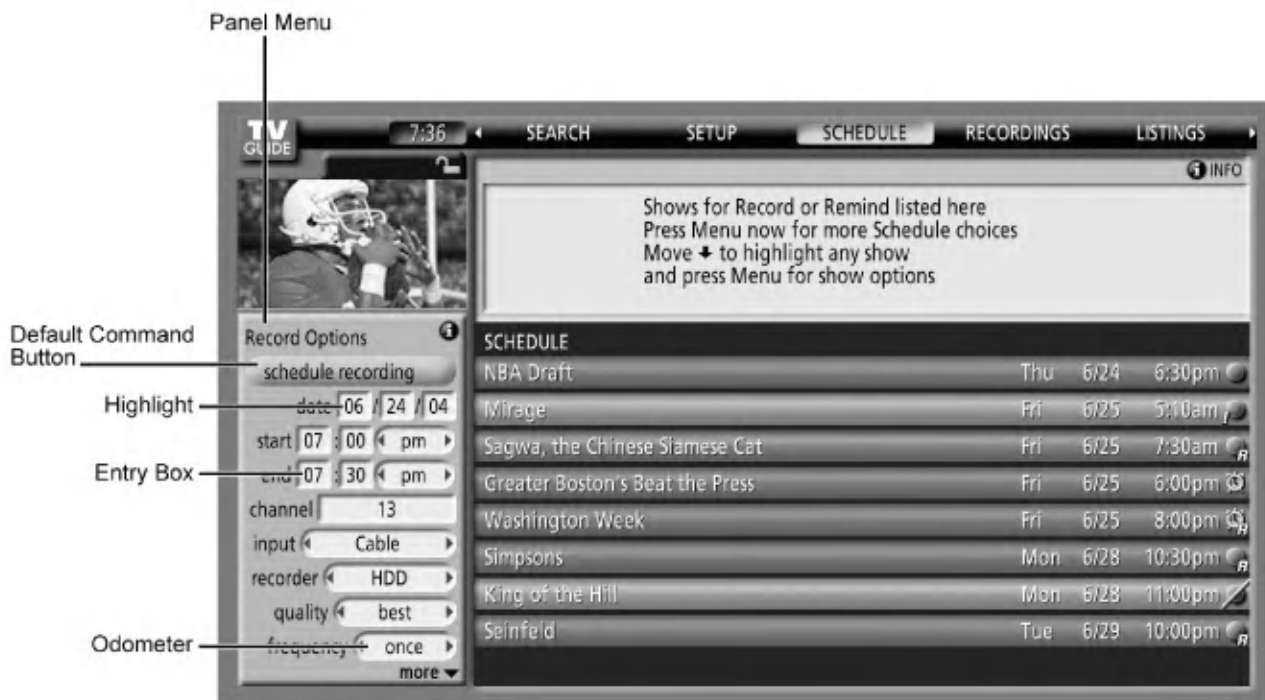 Panel Menu
TV GUIDE
7:36
SEARCH SETUP SCHEDULE RECORDINGS LISTINGS
i INFO
Shows for Record or Remind listed here
Press Menu now for more Schedule choices
Move ↓ to highlight any show
and press Menu for show options
Default Command Button
Highlight
Entry Box
Odometer
Record Options i
schedule recording
date 06 / 24 / 04
start 07 : 00 pm
end 07 : 30 pm
channel 13
input Cable
recorder HDD
quality best
frequency once
more
SCHEDULE
NBA Draft Thu 6/24 6:30pm
Mirage Fri 6/25 5:10am !
Sagwa, the Chinese Siamese Cat Fri 6/25 7:30am R
Greater Boston's Beat the Press Fri 6/25 6:00pm
Washington Week Fri 6/25 8:00pm R
Simpsons Mon 6/28 10:30pm R
King of the Hill Mon 6/28 11:00pm
Seinfeld Tue 6/29 10:00pm R